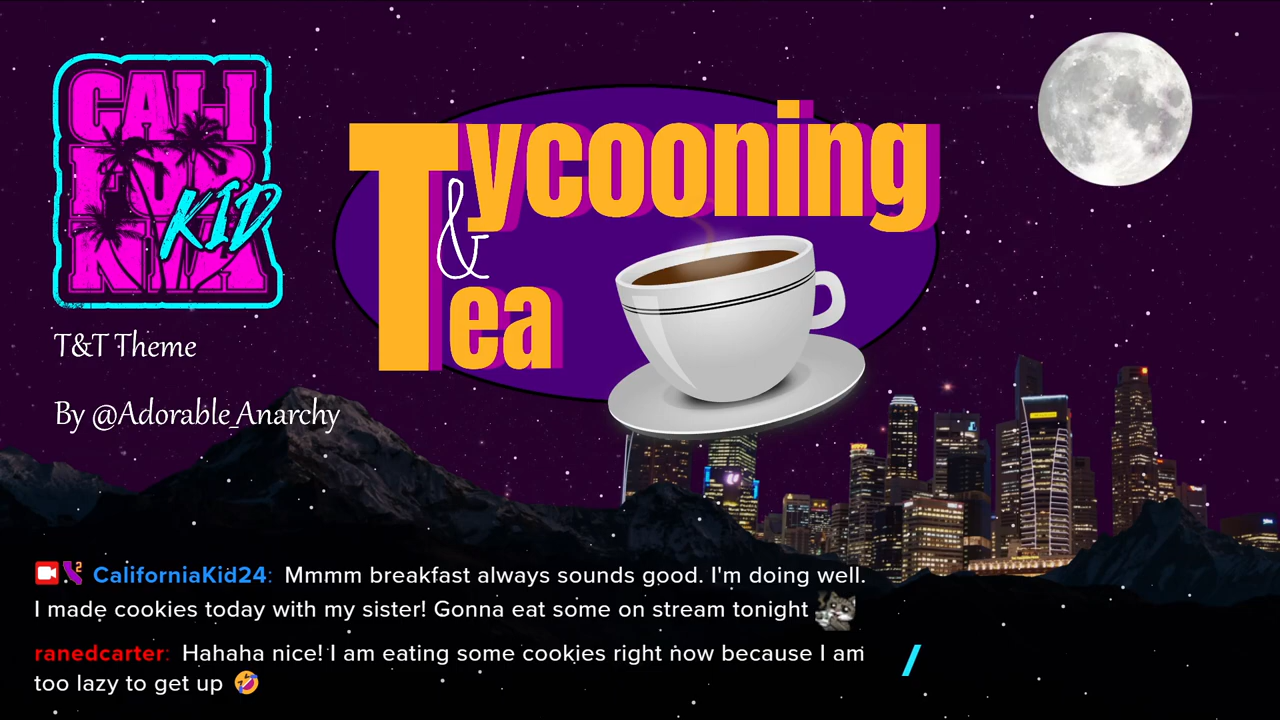 CALI
FOR
NIA
KID
Tycooning
&
Tea
T&T Theme
By @Adorable_Anarchy
CaliforniaKid24: Mmmm breakfast always sounds good. I'm doing well.
I made cookies today with my sister! Gonna eat some on stream tonight
ranedcarter: Hahaha nice! I am eating some cookies right now because I am
too lazy to get up 🤣
/